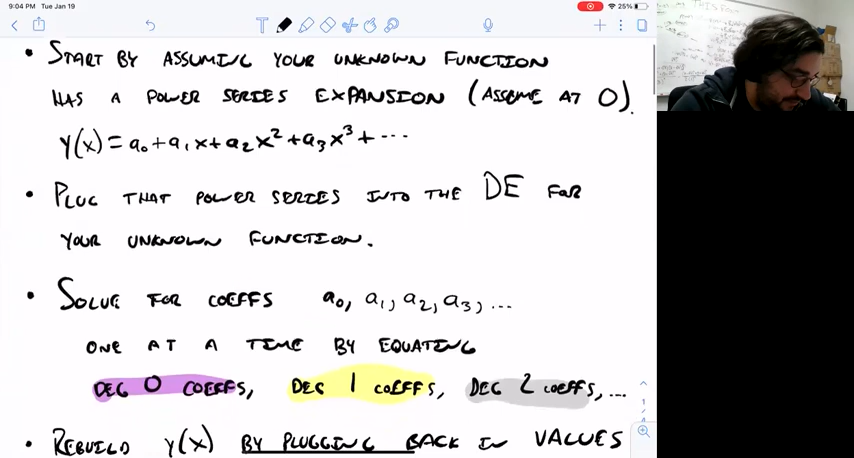 9:04 PM Tue Jan 19
25%
• START BY ASSUMING YOUR UNKNOWN FUNCTION
HAS A POWER SERIES EXPANSION (ASSUME AT 0).
y(x) = a₀ + a₁x + a₂x² + a₃x³ + ⋯
• PLUG THAT POWER SERIES INTO THE DE FOR
YOUR UNKNOWN FUNCTION.
• SOLVE FOR COEFFS a₀, a₁, a₂, a₃, ...
ONE AT A TIME BY EQUATING
DEG 0 COEFFS, DEG 1 COEFFS, DEG 2 COEFFS, ...
• REBUILD y(x) BY PLUGGING BACK IN VALUES